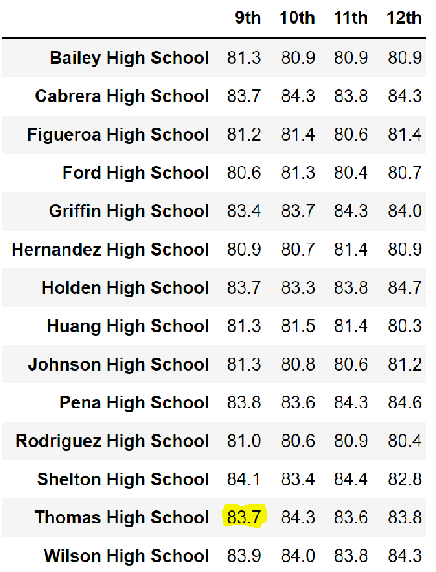 9th 10th 11th 12th
Bailey High School 81.3 80.9 80.9 80.9
Cabrera High School 83.7 84.3 83.8 84.3
Figueroa High School 81.2 81.4 80.6 81.4
Ford High School 80.6 81.3 80.4 80.7
Griffin High School 83.4 83.7 84.3 84.0
Hernandez High School 80.9 80.7 81.4 80.9
Holden High School 83.7 83.3 83.8 84.7
Huang High School 81.3 81.5 81.4 80.3
Johnson High School 81.3 80.8 80.6 81.2
Pena High School 83.8 83.6 84.3 84.6
Rodriguez High School 81.0 80.6 80.9 80.4
Shelton High School 84.1 83.4 84.4 82.8
Thomas High School 83.7 84.3 83.6 83.8
Wilson High School 83.9 84.0 83.8 84.3